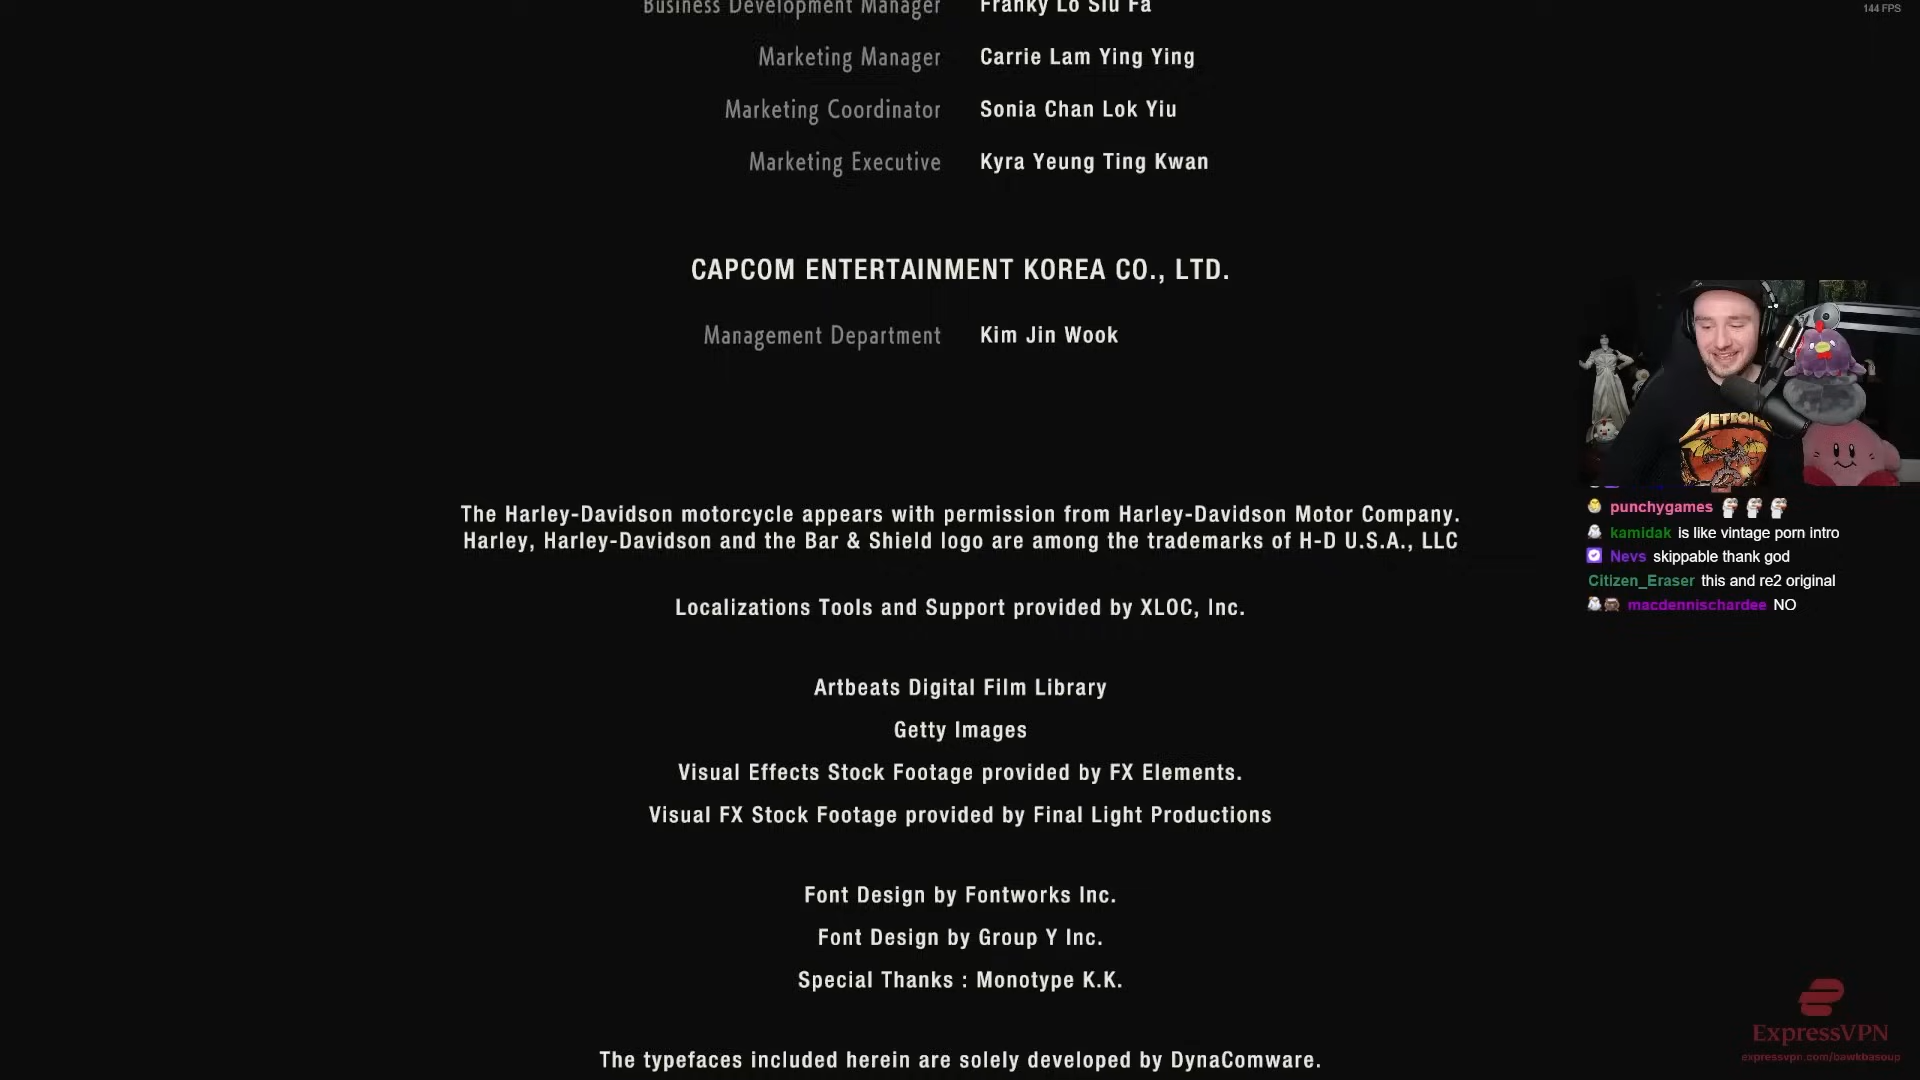 144 FPS
Business Development Manager Franky Lo Siu Fa
Marketing Manager Carrie Lam Ying Ying
Marketing Coordinator Sonia Chan Lok Yiu
Marketing Executive Kyra Yeung Ting Kwan
CAPCOM ENTERTAINMENT KOREA CO., LTD.
Management Department Kim Jin Wook
The Harley-Davidson motorcycle appears with permission from Harley-Davidson Motor Company.
Harley, Harley-Davidson and the Bar & Shield logo are among the trademarks of H-D U.S.A., LLC
Localizations Tools and Support provided by XLOC, Inc.
Artbeats Digital Film Library
Getty Images
Visual Effects Stock Footage provided by FX Elements.
Visual FX Stock Footage provided by Final Light Productions
Font Design by Fontworks Inc.
Font Design by Group Y Inc.
Special Thanks : Monotype K.K.
The typefaces included herein are solely developed by DynaComware.
METROID
punchygames
kamidak is like vintage porn intro
Nevs skippable thank god
Citizen_Eraser this and re2 original
macdennischardee NO
ExpressVPN
expressvpn.com/bawkbasoup